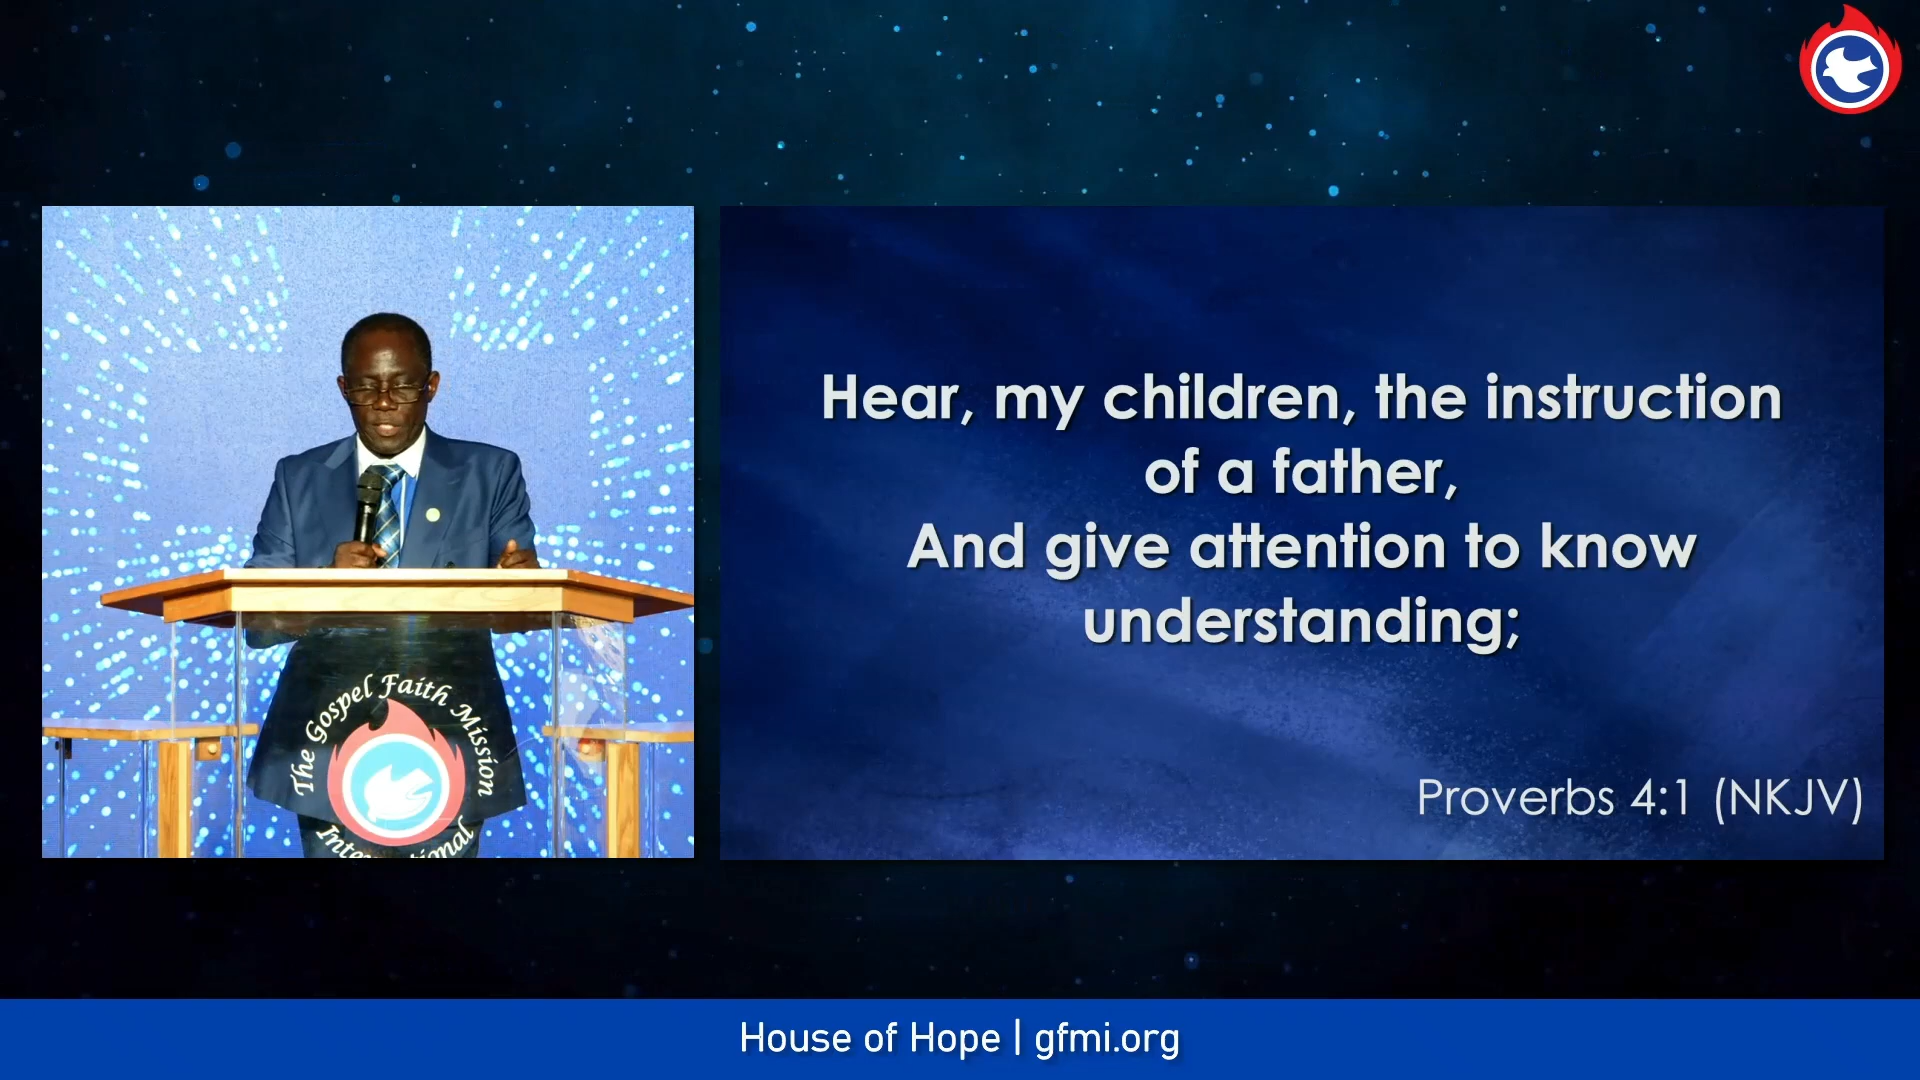 Hear, my children, the instruction
of a father,
And give attention to know
understanding;
Proverbs 4:1 (NKJV)
The Gospel Faith Mission
International
House of Hope | gfmi.org